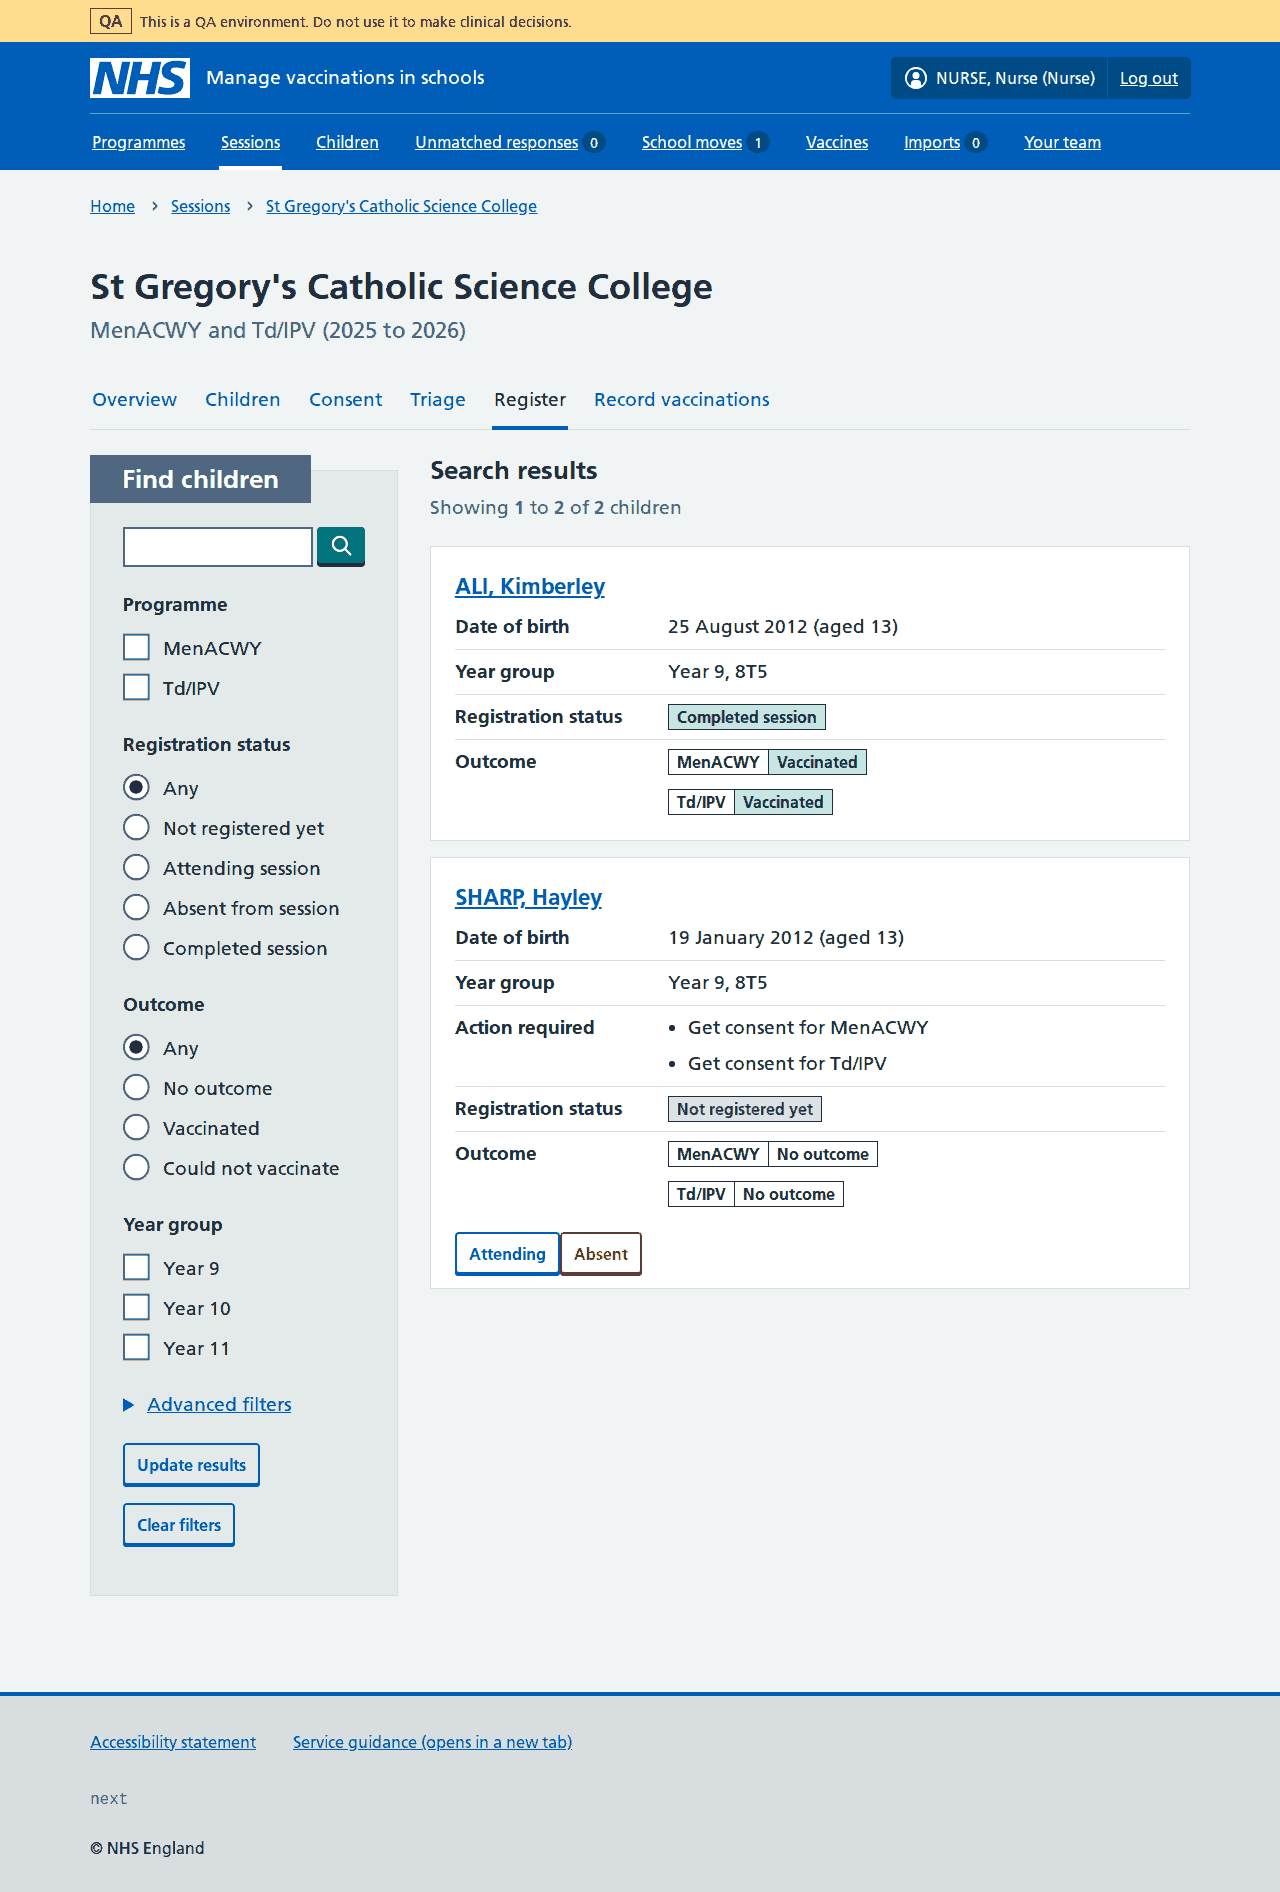 QA This is a QA environment. Do not use it to make clinical decisions.
NHS Manage vaccinations in schools NURSE, Nurse (Nurse) Log out
Programmes Sessions Children Unmatched responses 0 School moves 1 Vaccines Imports 0 Your team
Home › Sessions › St Gregory's Catholic Science College
St Gregory's Catholic Science College
MenACWY and Td/IPV (2025 to 2026)
Overview Children Consent Triage Register Record vaccinations
Find children
Programme
MenACWY
Td/IPV
Registration status
Any
Not registered yet
Attending session
Absent from session
Completed session
Outcome
Any
No outcome
Vaccinated
Could not vaccinate
Year group
Year 9
Year 10
Year 11
Advanced filters
Update results
Clear filters
Search results
Showing 1 to 2 of 2 children
ALI, Kimberley
Date of birth 25 August 2012 (aged 13)
Year group Year 9, 8T5
Registration status Completed session
Outcome MenACWY Vaccinated
Td/IPV Vaccinated
SHARP, Hayley
Date of birth 19 January 2012 (aged 13)
Year group Year 9, 8T5
Action required • Get consent for MenACWY
• Get consent for Td/IPV
Registration status Not registered yet
Outcome MenACWY No outcome
Td/IPV No outcome
Attending Absent
Accessibility statement Service guidance (opens in a new tab)
next
© NHS England